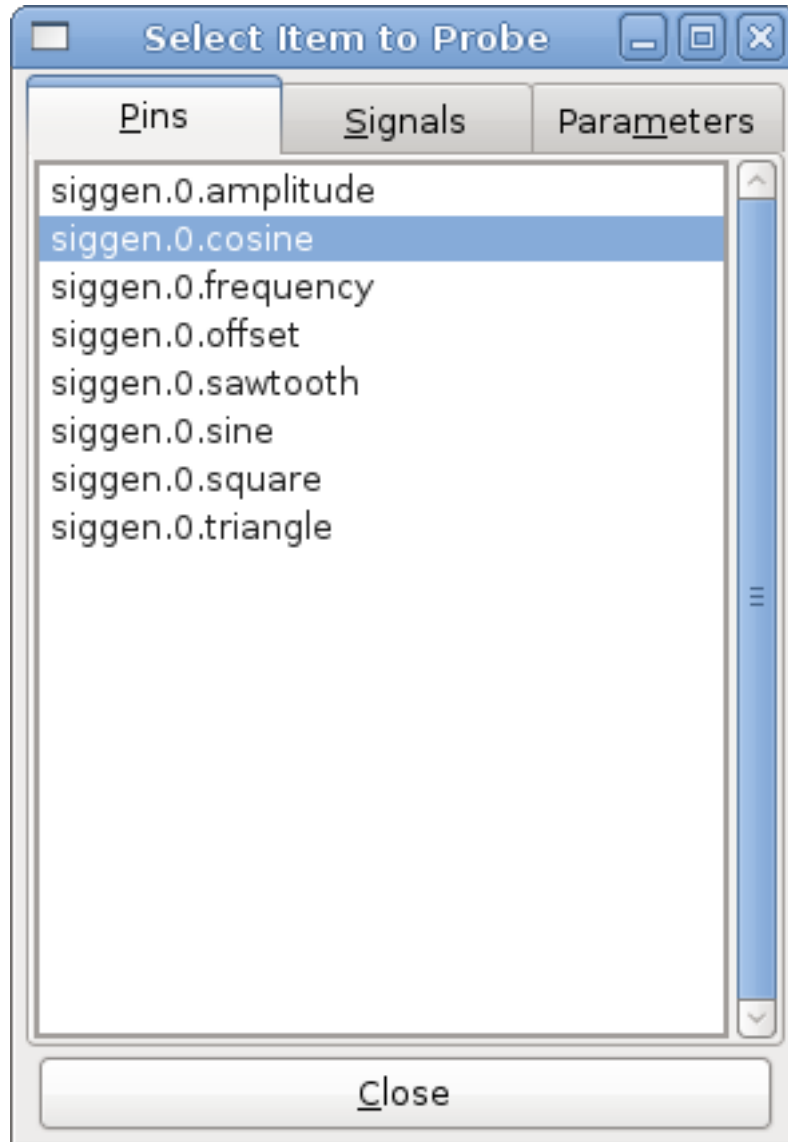 Select Item to Probe
Pins Signals Parameters
siggen.0.amplitude
siggen.0.cosine
siggen.0.frequency
siggen.0.offset
siggen.0.sawtooth
siggen.0.sine
siggen.0.square
siggen.0.triangle
Close